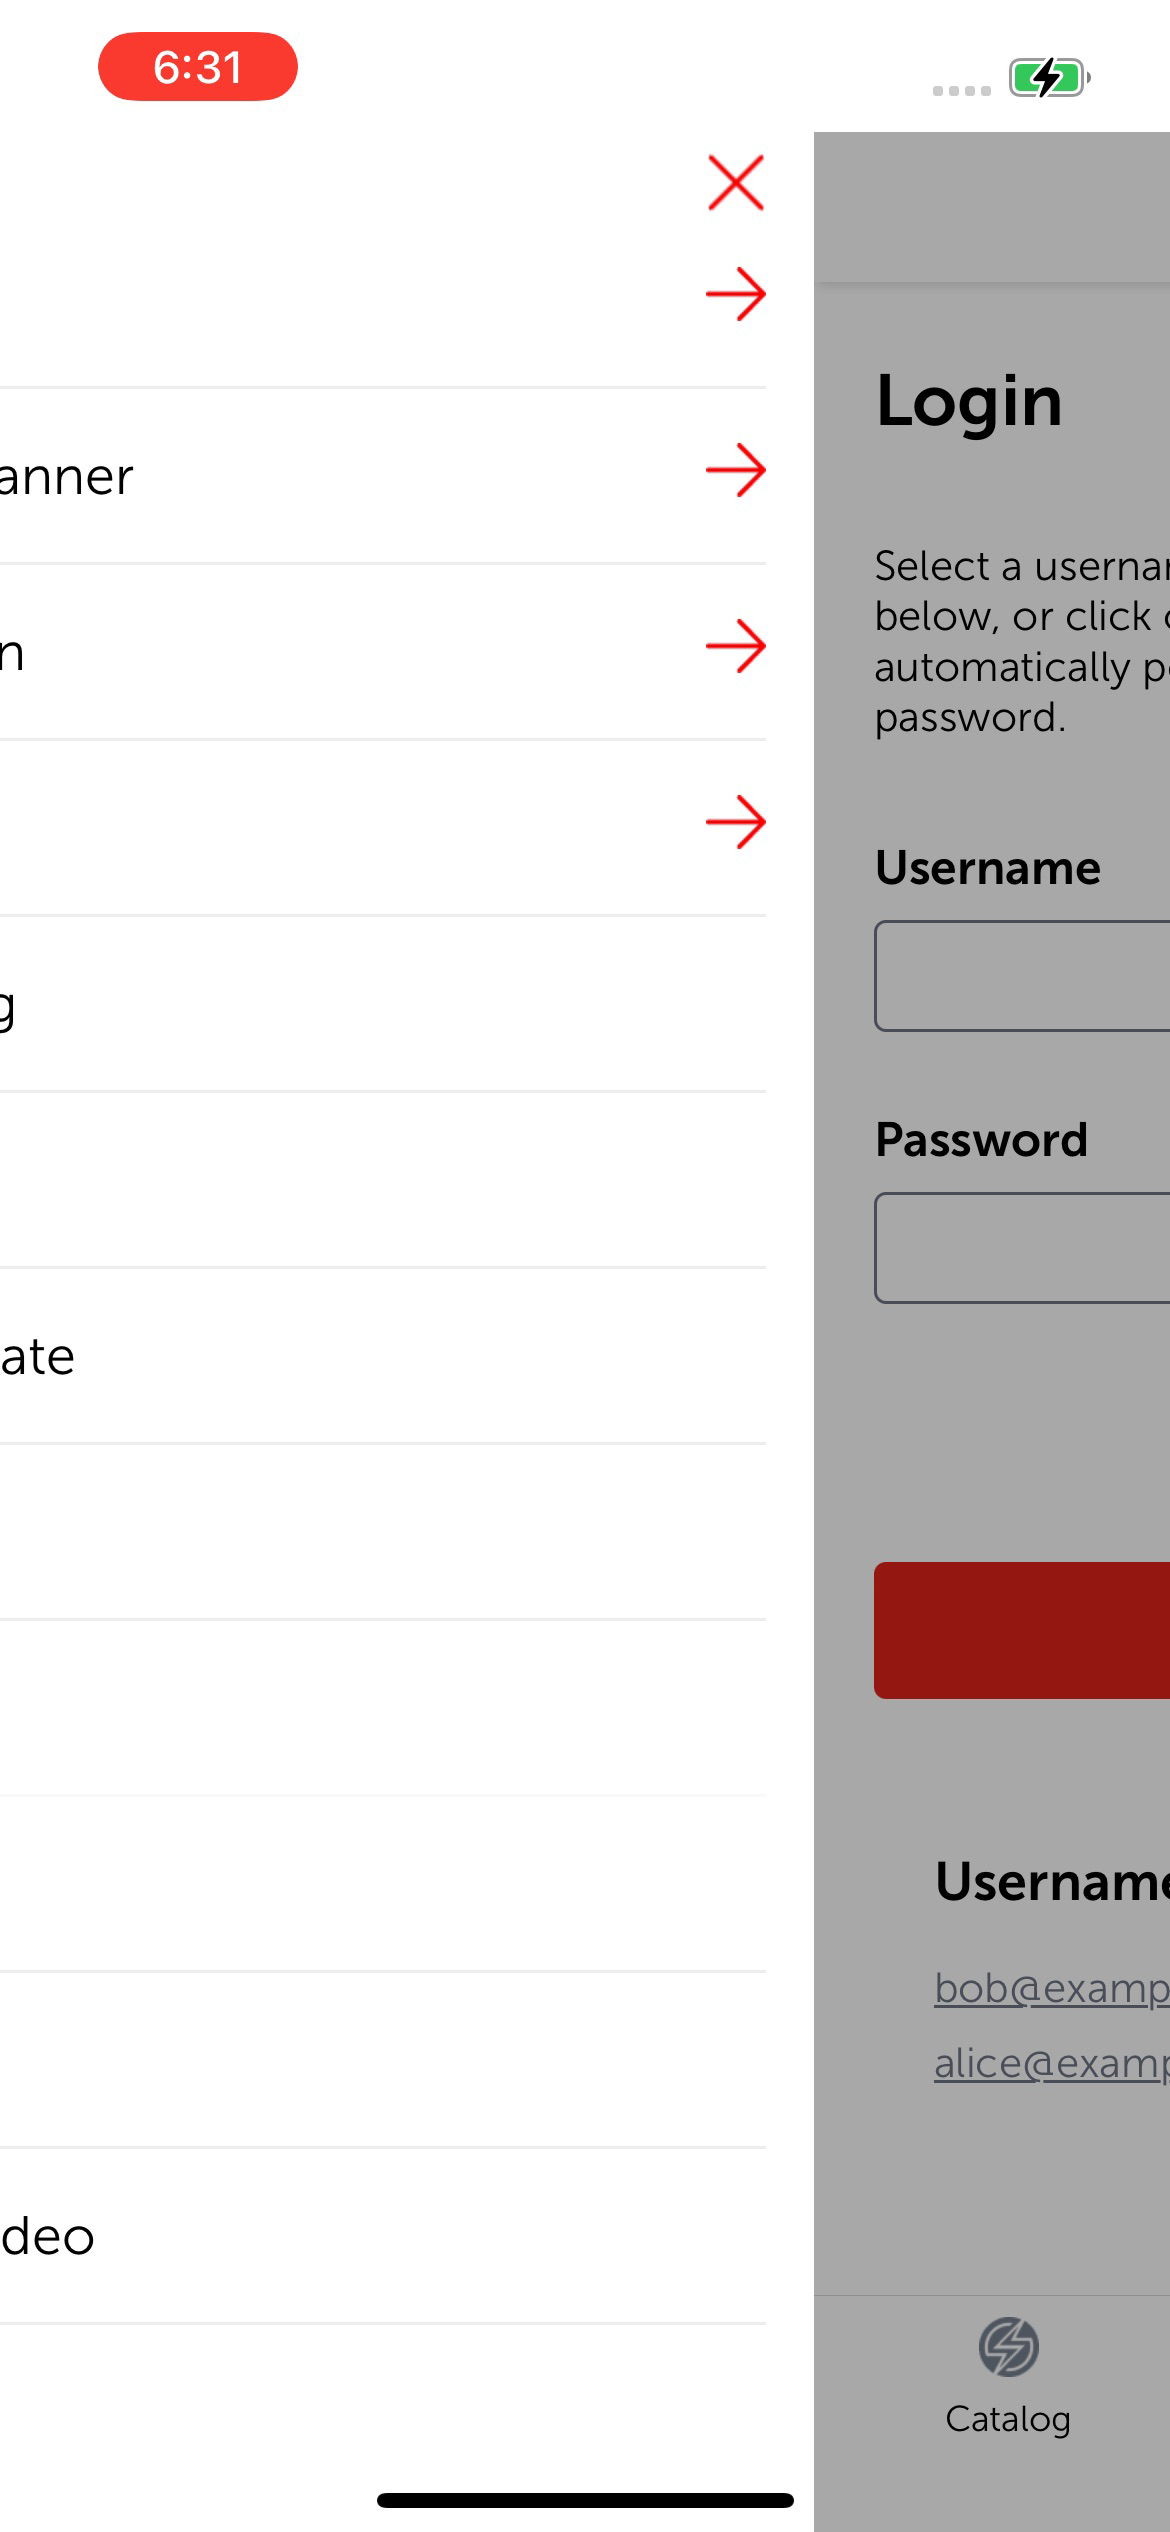 6:31
anner
n
g
ate
deo
Login
Select a userna
below, or click
automatically p
password.
Username
Password
Username
bob@examp
alice@examp
Catalog